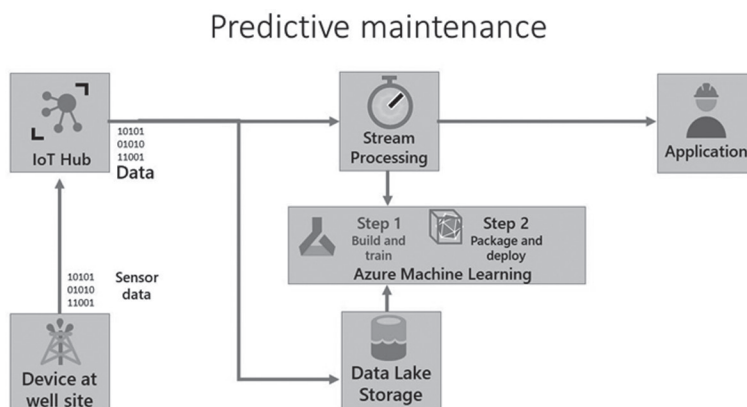 Predictive maintenance
IoT Hub
10101
01010
11001
Data
Stream
Processing
Application
Step 1
Build and
train
Step 2
Package and
deploy
Azure Machine Learning
10101
01010
11001
Sensor
data
Device at
well site
Data Lake
Storage